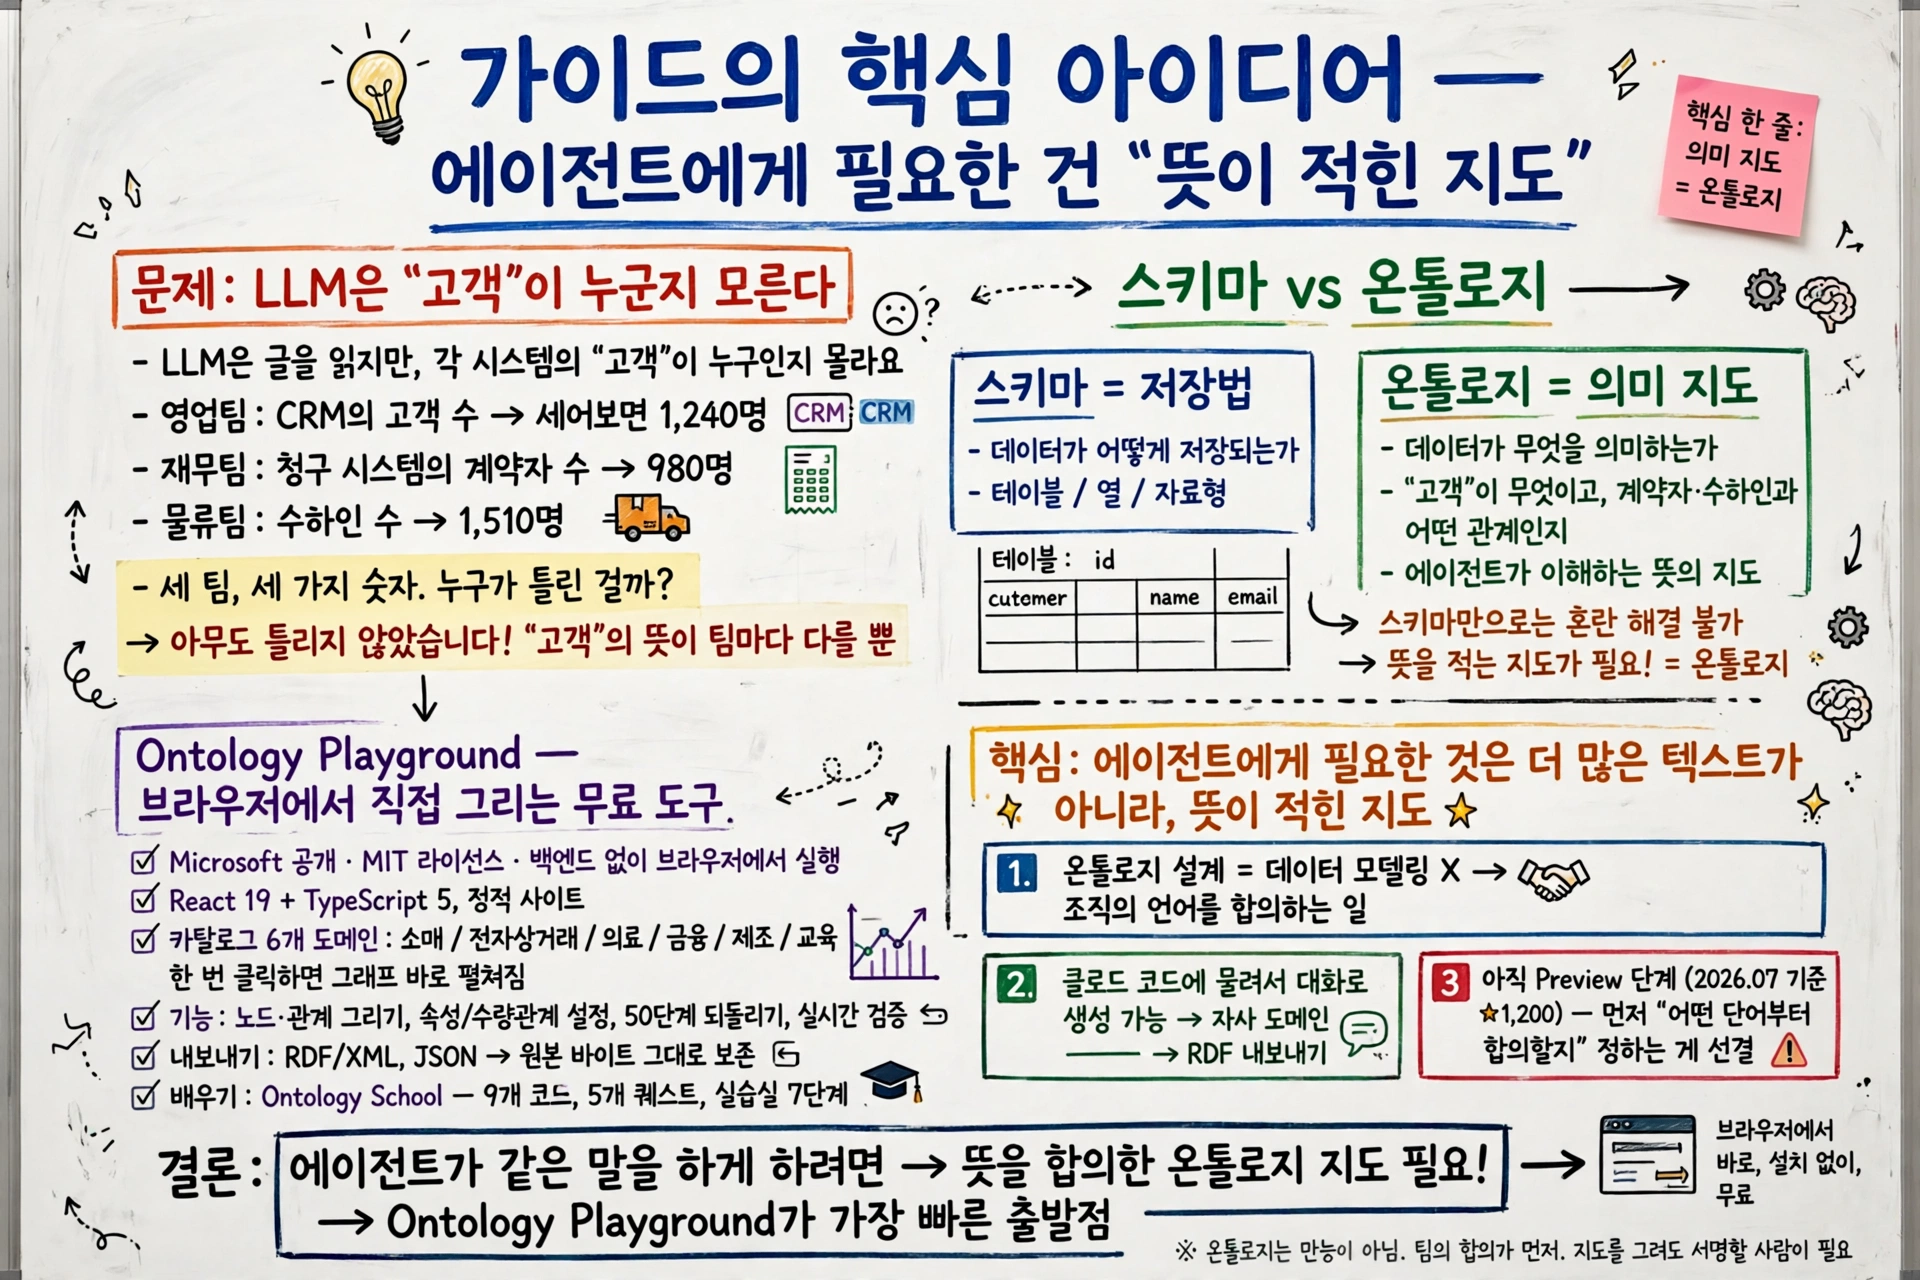 가이드의 핵심 아이디어 —
에이전트에게 필요한 건 “뜻이 적힌 지도”
핵심 한 줄:
의미 지도
= 온톨로지
문제: LLM은 “고객”이 누군지 모른다
?
- LLM은 글을 읽지만, 각 시스템의 “고객”이 누구인지 몰라요
- 영업팀: CRM의 고객 수 → 세어보면 1,240명 CRM CRM
- 재무팀: 청구 시스템의 계약자 수 → 980명
- 물류팀: 수하인 수 → 1,510명
- 세 팀, 세 가지 숫자. 누구가 틀린 걸까?
→ 아무도 틀리지 않았습니다! “고객”의 뜻이 팀마다 다를 뿐
스키마 vs 온톨로지
스키마 = 저장법
- 데이터가 어떻게 저장되는가
- 테이블 / 열 / 자료형
테이블: id
cutomer name email
온톨로지 = 의미 지도
- 데이터가 무엇을 의미하는가
- “고객”이 무엇이고, 계약자·수하인과
어떤 관계인지
- 에이전트가 이해하는 뜻의 지도
→ 스키마만으로는 혼란 해결 불가
→ 뜻을 적는 지도가 필요! = 온톨로지
Ontology Playground —
브라우저에서 직접 그리는 무료 도구.
☑ Microsoft 공개 · MIT 라이선스 · 백엔드 없이 브라우저에서 실행
☑ React 19 + TypeScript 5, 정적 사이트
☑ 카탈로그 6개 도메인: 소매 / 전자상거래 / 의료 / 금융 / 제조 / 교육
한 번 클릭하면 그래프 바로 펼쳐짐
☑ 기능: 노드·관계 그리기, 속성/수량관계 설정, 50단계 되돌리기, 실시간 검증
☑ 내보내기: RDF/XML, JSON → 원본 바이트 그대로 보존
☑ 배우기: Ontology School — 9개 코드, 5개 퀘스트, 실습실 7단계
핵심: 에이전트에게 필요한 것은 더 많은 텍스트가
아니라, 뜻이 적힌 지도
1. 온톨로지 설계 = 데이터 모델링 X →
조직의 언어를 합의하는 일
2. 클로드 코드에 물려서 대화로
생성 가능 → 자사 도메인
→ RDF 내보내기
3 아직 Preview 단계 (2026.07 기준
★1,200) — 먼저 “어떤 단어부터
합의할지” 정하는 게 선결
결론: 에이전트가 같은 말을 하게 하려면 → 뜻을 합의한 온톨로지 지도 필요!
→ Ontology Playground가 가장 빠른 출발점
브라우저에서
바로, 설치 없이,
무료
※ 온톨로지는 만능이 아님. 팀의 합의가 먼저. 지도를 그려도 서명할 사람이 필요